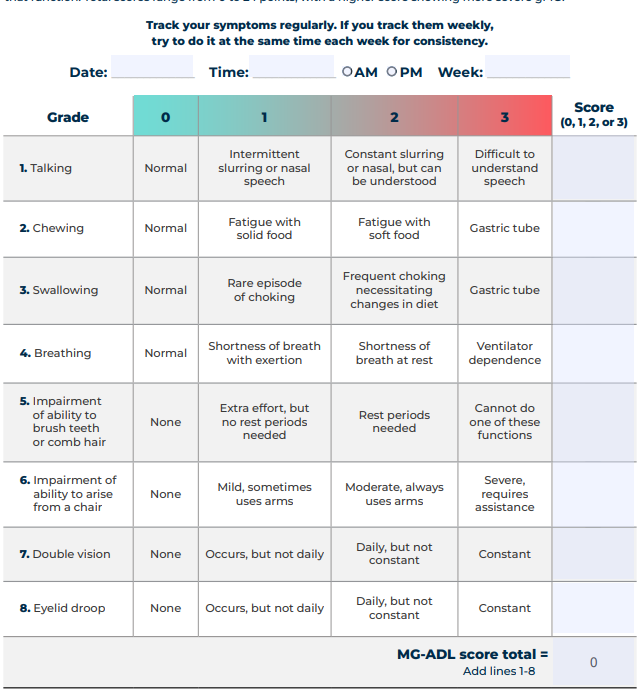 Track your symptoms regularly. If you track them weekly,
try to do it at the same time each week for consistency.
Date: Time: AM PM Week:
Grade 0 1 2 3 Score
(0, 1, 2, or 3)
1. Talking
Normal
Intermittent
slurring or nasal
speech
Constant slurring
or nasal, but can
be understood
Difficult to
understand
speech
2. Chewing
Normal
Fatigue with
solid food
Fatigue with
soft food
Gastric tube
3. Swallowing
Normal
Rare episode
of choking
Frequent choking
necessitating
changes in diet
Gastric tube
4. Breathing
Normal
Shortness of breath
with exertion
Shortness of
breath at rest
Ventilator
dependence
5. Impairment
of ability to
brush teeth
or comb hair
None
Extra effort, but
no rest periods
needed
Rest periods
needed
Cannot do
one of these
functions
6. Impairment of
ability to arise
from a chair
None
Mild, sometimes
uses arms
Moderate, always
uses arms
Severe,
requires
assistance
7. Double vision
None
Occurs, but not daily
Daily, but not
constant
Constant
8. Eyelid droop
None
Occurs, but not daily
Daily, but not
constant
Constant
MG-ADL score total =
Add lines 1-8
0